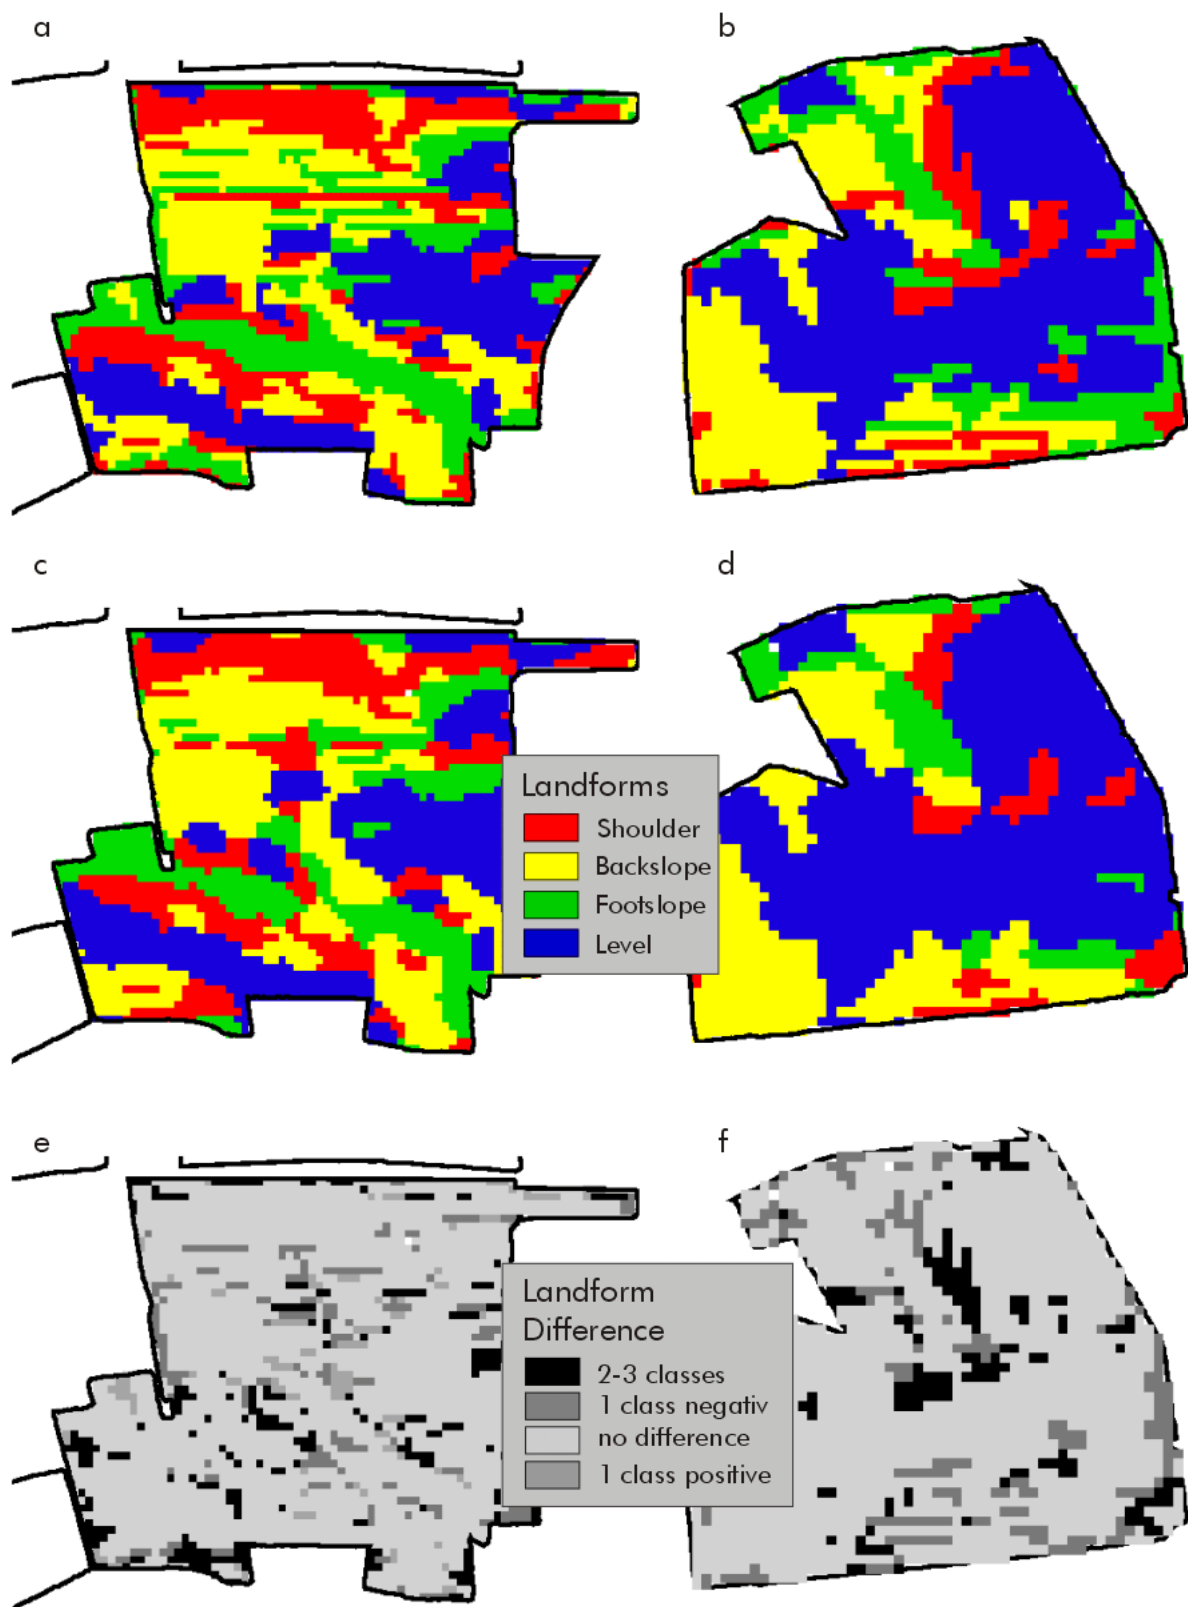 a
b
c
d
Landforms
Shoulder
Backslope
Footslope
Level
e
f
Landform
Difference
2-3 classes
1 class negativ
no difference
1 class positive